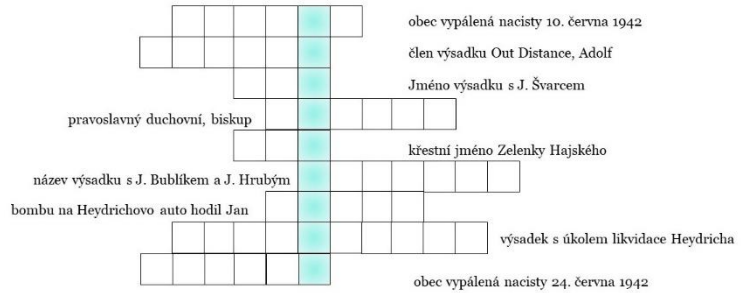 obec vypálená nacisty 10. června 1942
člen výsadku Out Distance, Adolf
Jméno výsadku s J. Švarcem
pravoslavný duchovní, biskup
křestní jméno Zelenky Hajského
název výsadku s J. Bublíkem a J. Hrubým
bombu na Heydrichovo auto hodil Jan
výsadek s úkolem likvidace Heydricha
obec vypálená nacisty 24. června 1942